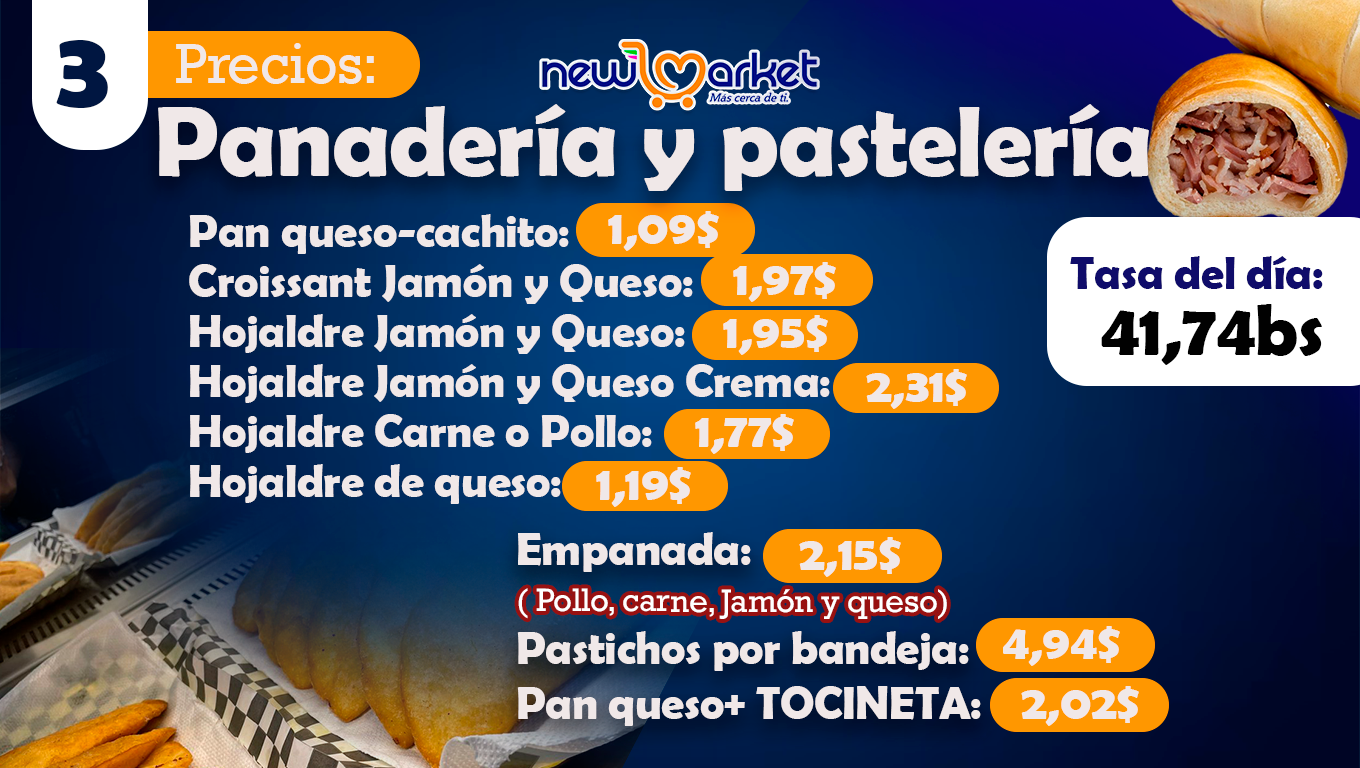 3
Precios:
new market
Más cerca de ti.
Panadería y pastelería
Pan queso-cachito: 1,09$
Croissant Jamón y Queso: 1,97$
Hojaldre Jamón y Queso: 1,95$
Hojaldre Jamón y Queso Crema: 2,31$
Hojaldre Carne o Pollo: 1,77$
Hojaldre de queso: 1,19$
Tasa del día:
41,74bs
Empanada: 2,15$
( Pollo, carne, Jamón y queso)
Pastichos por bandeja: 4,94$
Pan queso+ TOCINETA: 2,02$